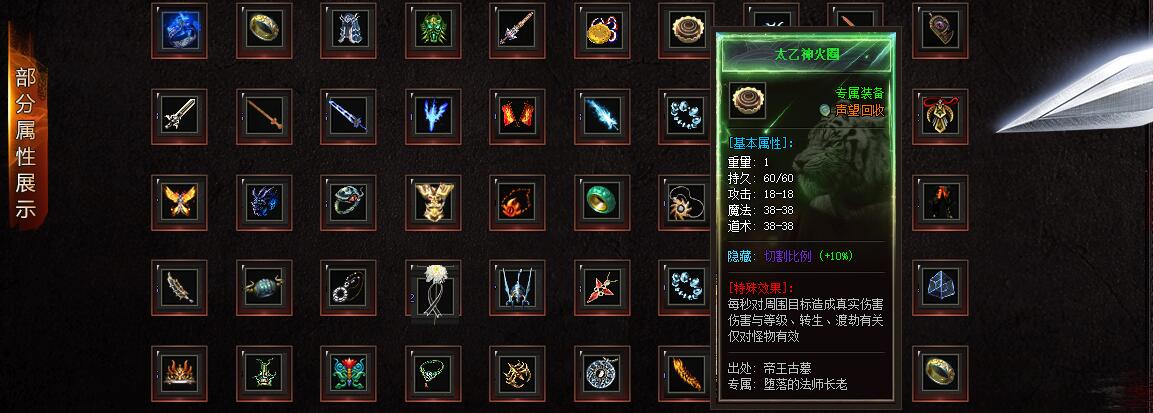 部分属性展示
太乙神火圈
专属装备
声望回收
[基本属性]:
重量: 1
持久: 60/60
攻击: 18-18
魔法: 38-38
道术: 38-38
隐藏: 切割比例 (+10%)
[特殊效果]:
每秒对周围目标造成真实伤害
伤害与等级、转生、渡劫有关
仅对怪物有效
出处: 帝王古墓
专属: 堕落的法师长老
2